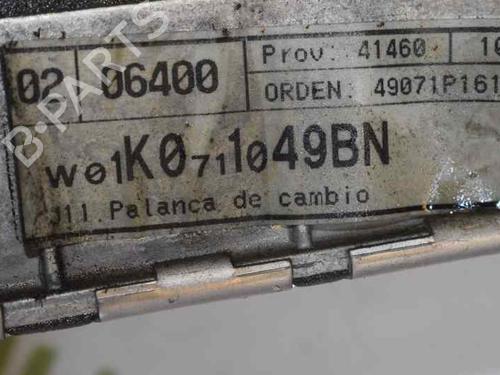 02 06400
Prov: 41460
ORDEN: 49071P161
W01K0711049BN
J11.Palanca de cambio
B-PARTS